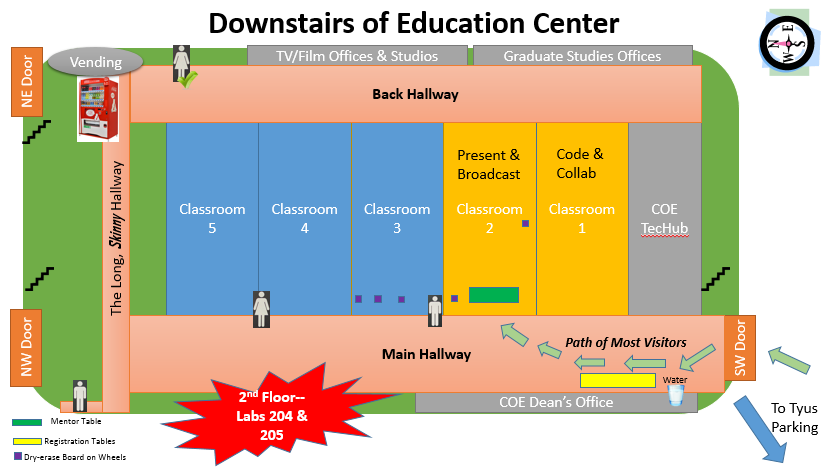 Downstairs of Education Center
NE Door
Vending
TV/Film Offices & Studios
Graduate Studies Offices
N
E
S
W
Back Hallway
The Long, Skinny Hallway
Classroom
5
Classroom
4
Classroom
3
Present &
Broadcast
Classroom
2
Code &
Collab
Classroom
1
COE
TecHub
NW Door
Main Hallway
Path of Most Visitors
SW Door
Water
2nd Floor--
Labs 204 &
205
COE Dean's Office
To Tyus
Parking
Mentor Table
Registration Tables
Dry-erase Board on Wheels